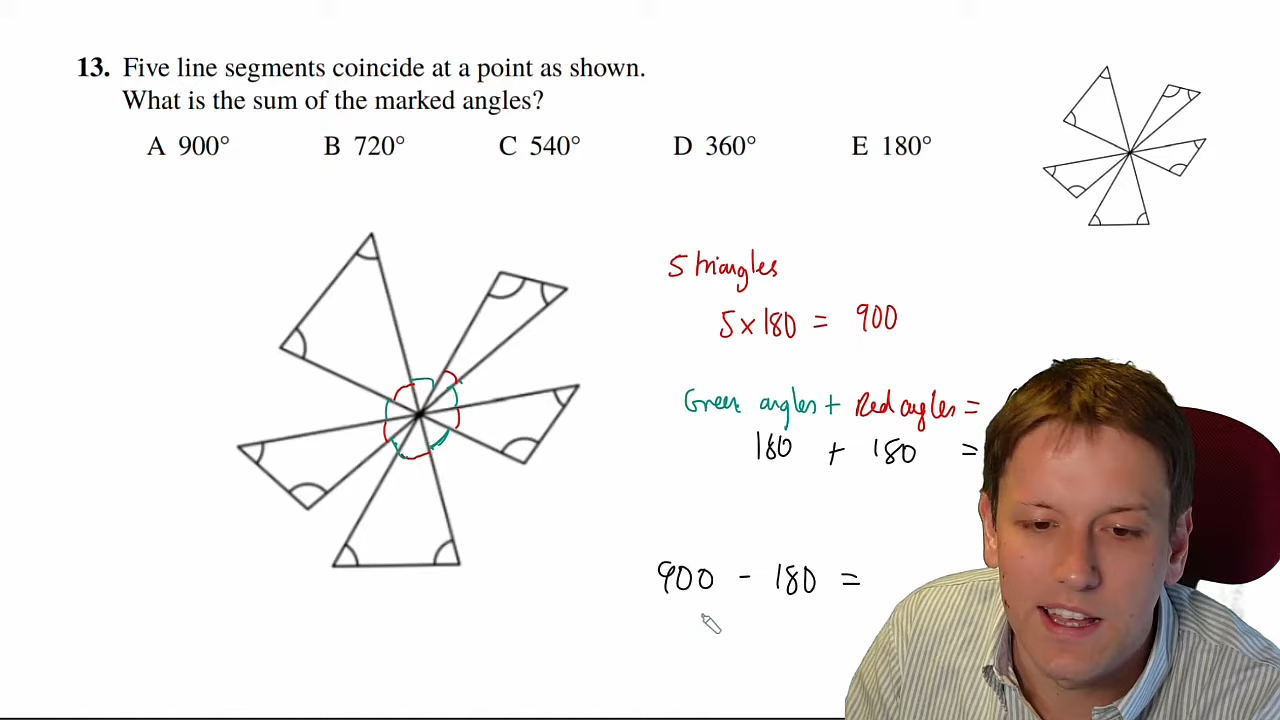 13. Five line segments coincide at a point as shown.
What is the sum of the marked angles?
A 900° B 720° C 540° D 360° E 180°
5 triangles
5 × 180 = 900
Green angles + Red angles =
180 + 180 =
900 - 180 =